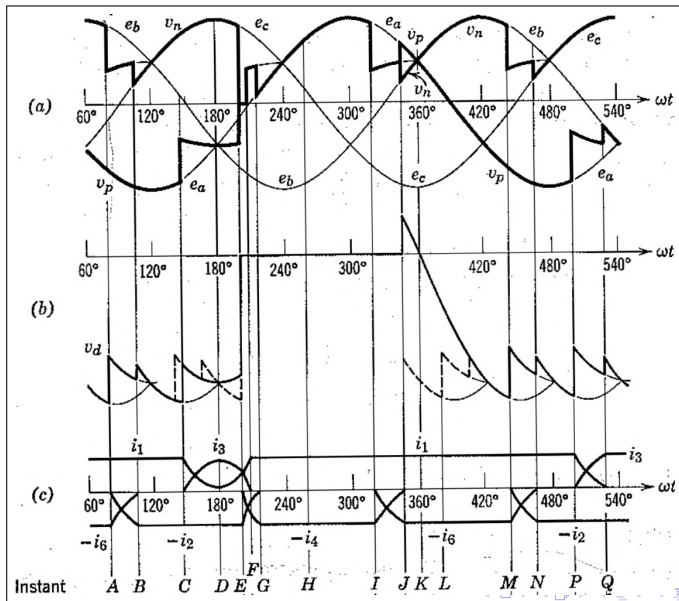 e_b v_n e_c e_a v_p v_n e_b e_c
v_n
(a)
60° 120° 180° 240° 300° 360° 420° 480° 540° ωt
v_p e_a e_b e_c v_p e_a
ωt
60° 120° 180° 240° 300° 360° 420° 480° 540°
(b)
v_d
i_1 i_3 i_1 i_3
(c)
60° 120° 180° 240° 300° 360° 420° 480° 540° ωt
-i_6 -i_2 -i_4 -i_6 -i_2
F
Instant A B C D E G H I J K L M N P Q